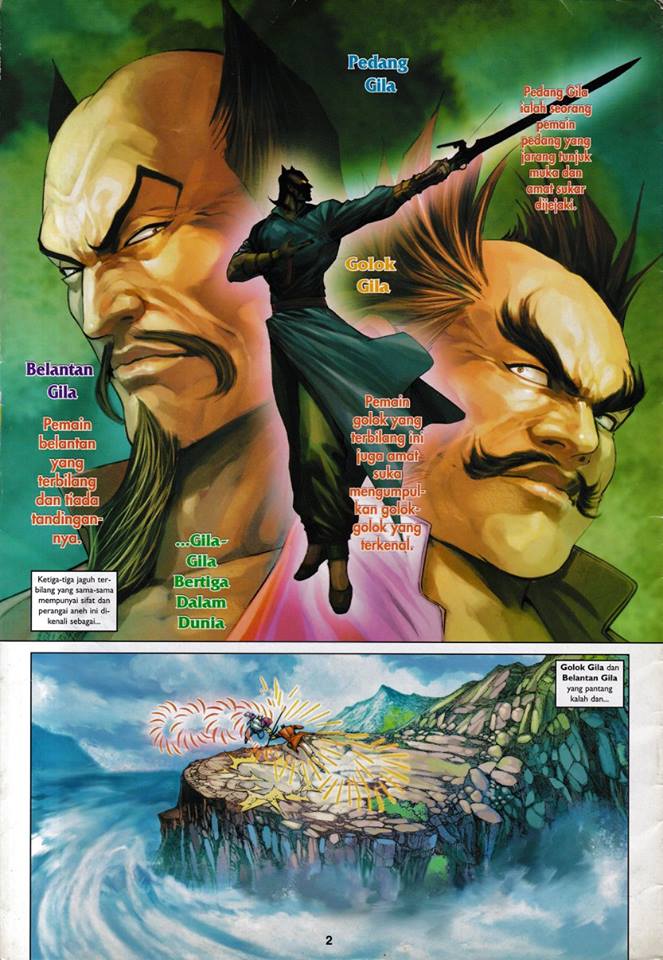 Pedang
Gila
Pedang Gila
ialah seorang
pemain
pedang yang
jarang tunjuk
muka dan
amat sukar
dijejaki.
Golok
Gila
Pemain
golok yang
terbilang ini
juga amat
suka
mengumpul-
kan golok-
golok yang
terkenal.
Belantan
Gila
Pemain
belantan
yang
terbilang
dan tiada
tandingan-
nya.
Ketiga-tiga jaguh ter-
bilang yang sama-sama
mempunyai sifat dan
perangai aneh ini di-
kenali sebagai...
...Gila-
Gila
Bertiga
Dalam
Dunia
Golok Gila dan
Belantan Gila
yang pantang
kalah dan...
2